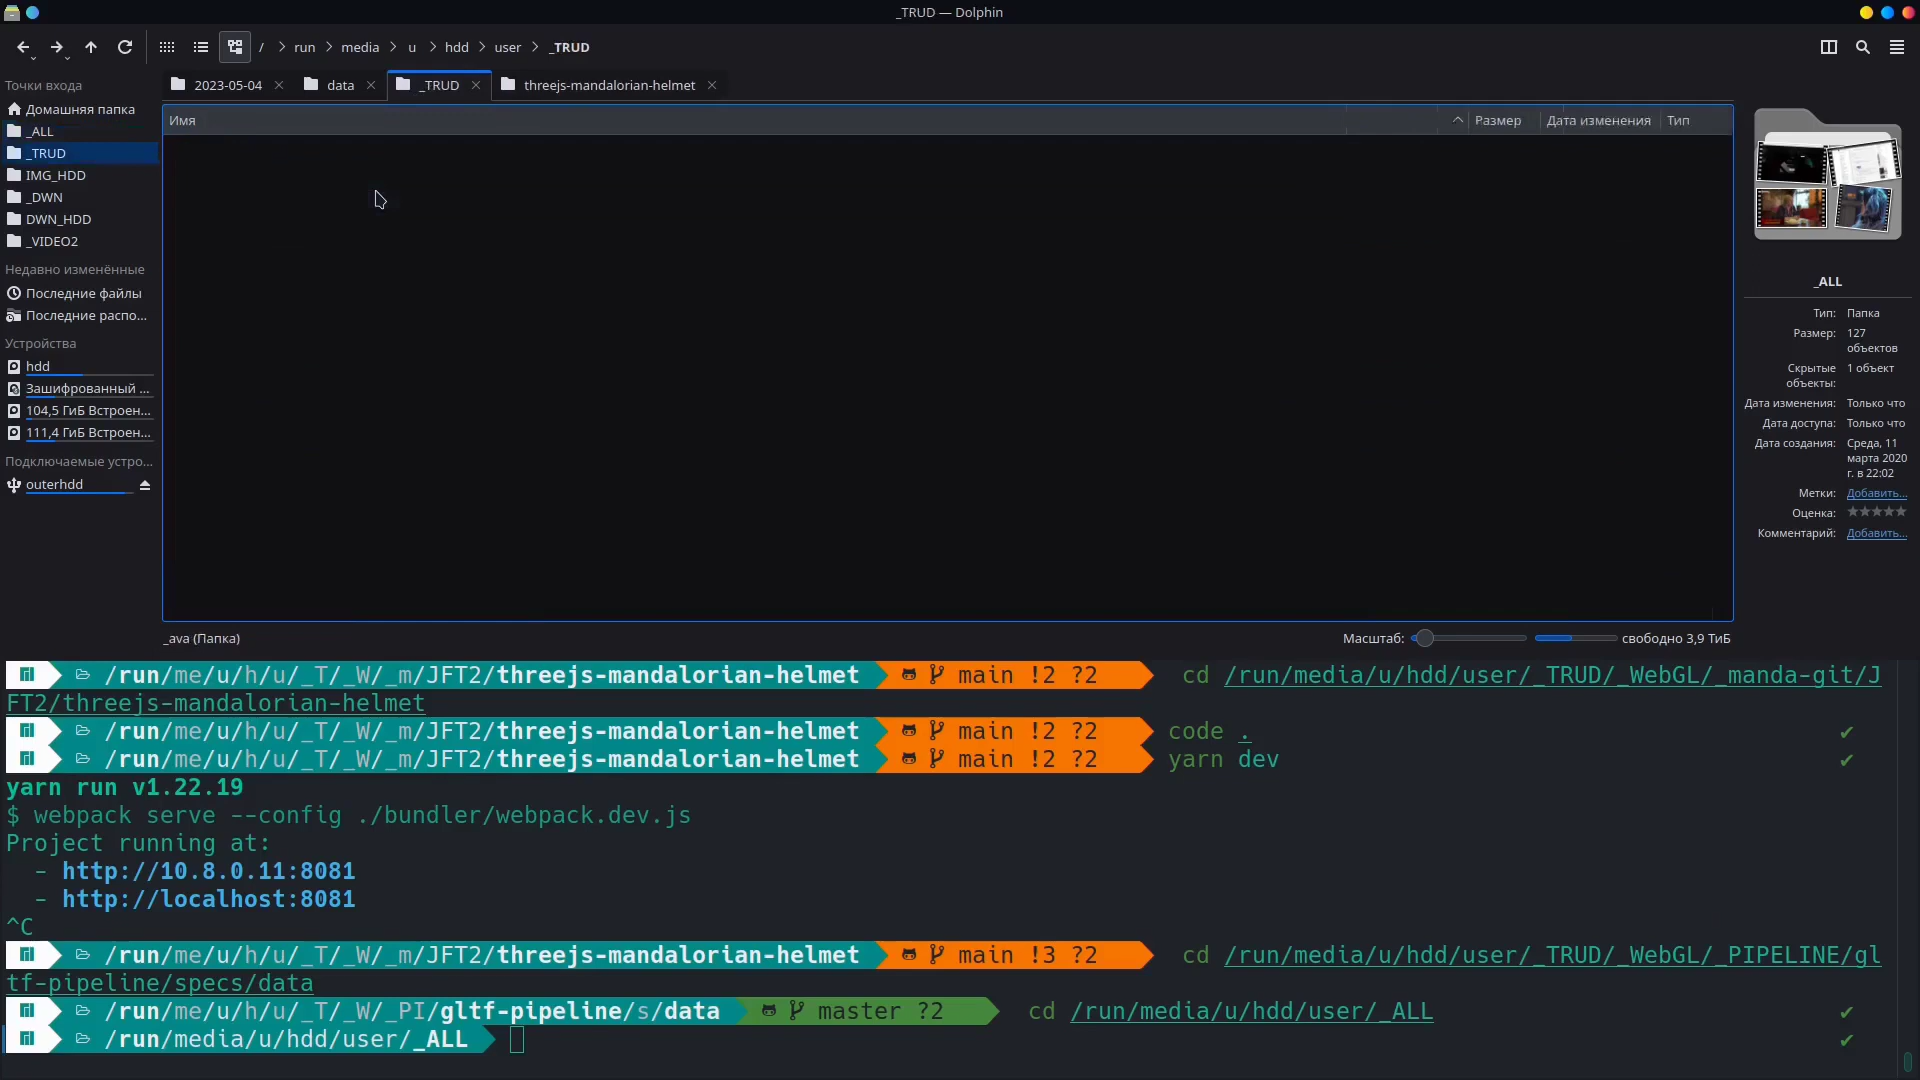 _TRUD — Dolphin
/ > run > media > u > hdd > user > _TRUD
2023-05-04
data
_TRUD
threejs-mandalorian-helmet
Точки входа
Домашняя папка
_ALL
_TRUD
IMG_HDD
_DWN
DWN_HDD
_VIDEO2
Недавно изменённые
Последние файлы
Последние распо...
Устройства
hdd
Зашифрованный ...
104,5 ГиБ Встроен...
111,4 ГиБ Встроен...
Подключаемые устро...
outerhdd
Имя
Размер
Дата изменения
Тип
_ALL
Тип: Папка
Размер: 127
объектов
Скрытые 1 объект
объекты:
Дата изменения: Только что
Дата доступа: Только что
Дата создания: Среда, 11
марта 2020
г. в 22:02
Метки: Добавить...
Оценка:
Комментарий: Добавить...
_ava (Папка)
Масштаб:
свободно 3,9 ТиБ
/run/me/u/h/u/_T/_W/_m/JFT2/threejs-mandalorian-helmet main !2 ?2 cd /run/media/u/hdd/user/_TRUD/_WebGL/_manda-git/J
FT2/threejs-mandalorian-helmet
/run/me/u/h/u/_T/_W/_m/JFT2/threejs-mandalorian-helmet main !2 ?2 code . ✔
/run/me/u/h/u/_T/_W/_m/JFT2/threejs-mandalorian-helmet main !2 ?2 yarn dev ✔
yarn run v1.22.19
$ webpack serve --config ./bundler/webpack.dev.js
Project running at:
- http://10.8.0.11:8081
- http://localhost:8081
^C
/run/me/u/h/u/_T/_W/_m/JFT2/threejs-mandalorian-helmet main !3 ?2 cd /run/media/u/hdd/user/_TRUD/_WebGL/_PIPELINE/gl
tf-pipeline/specs/data
/run/me/u/h/u/_T/_W/_PI/gltf-pipeline/s/data master ?2 cd /run/media/u/hdd/user/_ALL ✔
/run/media/u/hdd/user/_ALL ✔